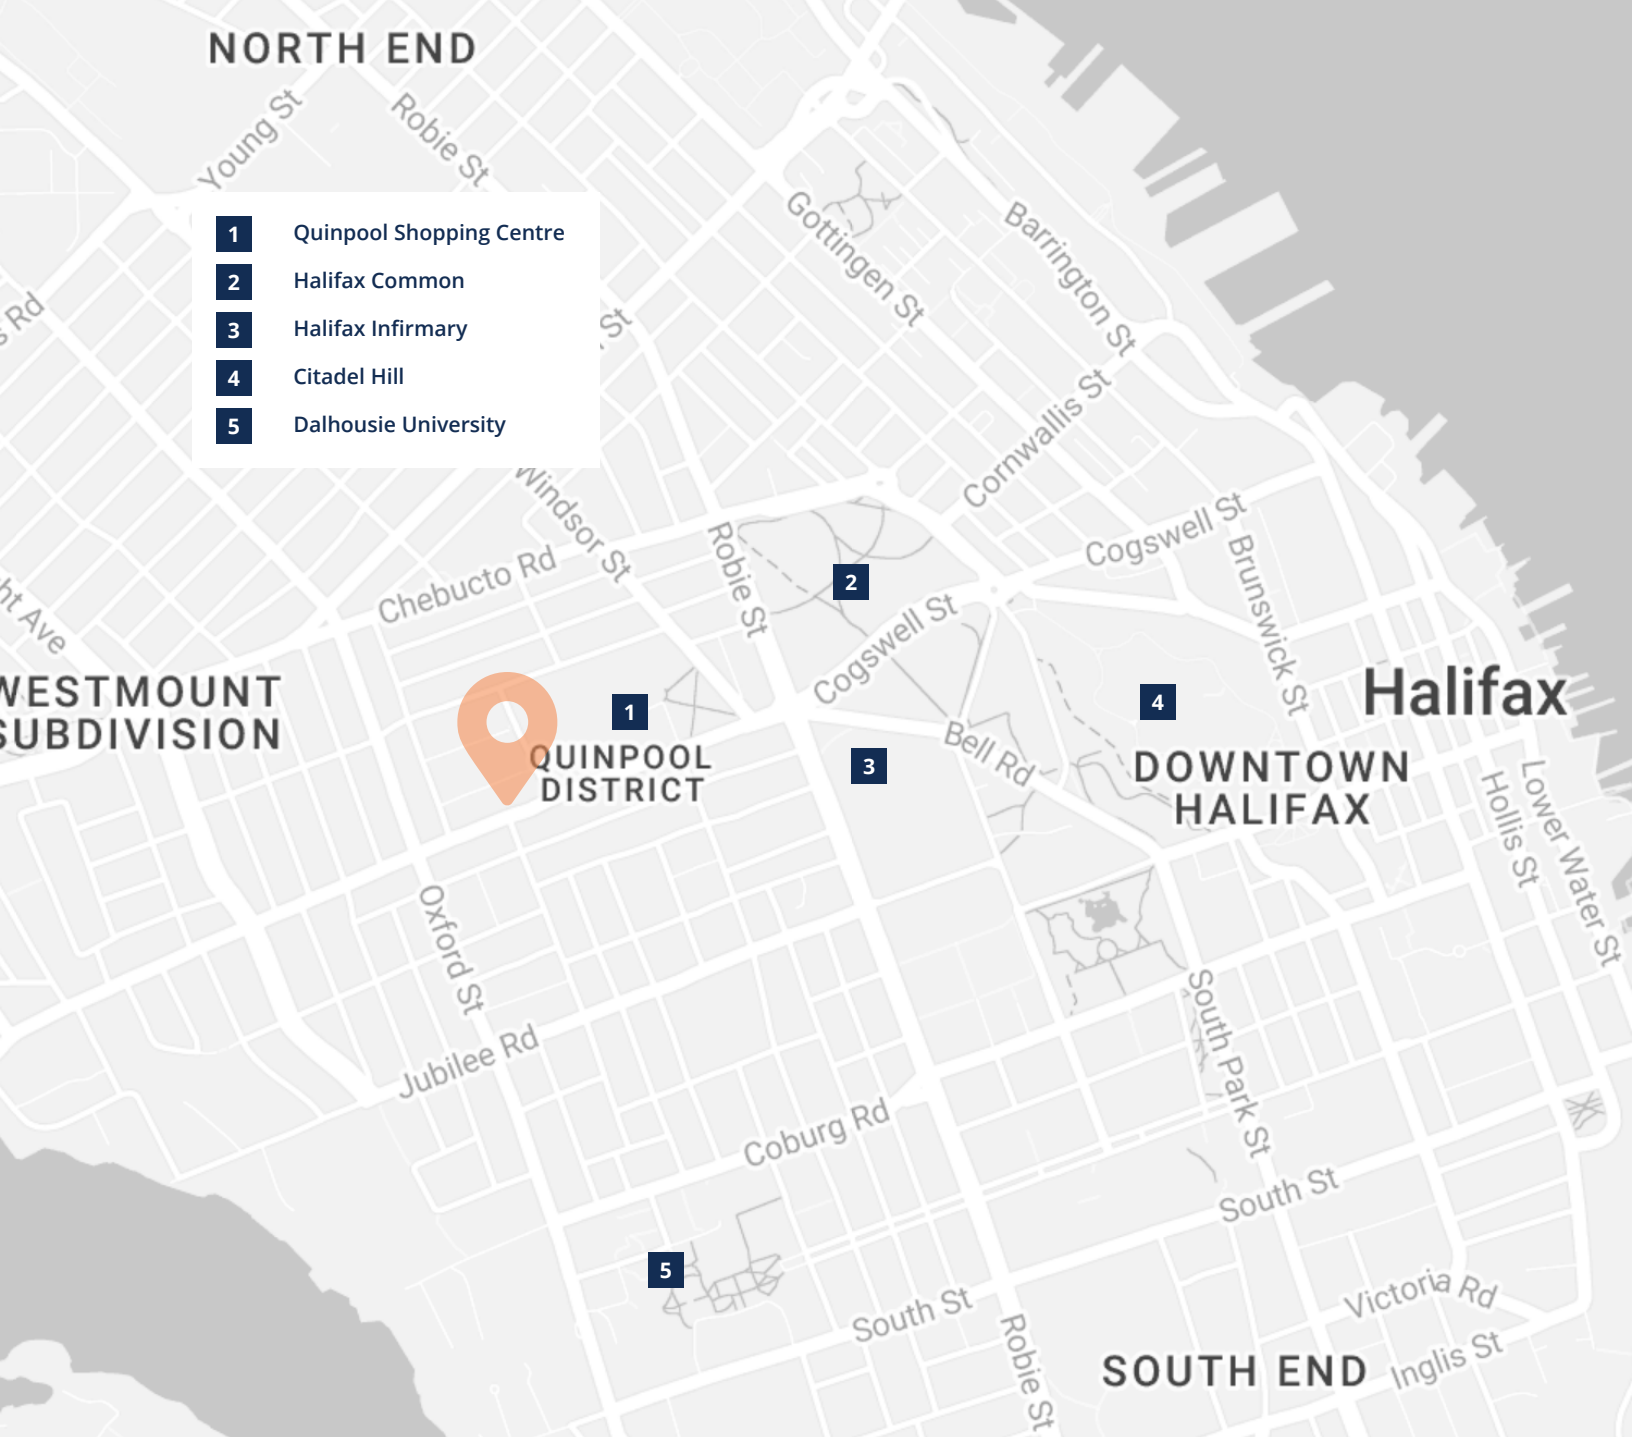 NORTH END
Young St
Robie St
1 Quinpool Shopping Centre
2 Halifax Common
3 Halifax Infirmary
4 Citadel Hill
5 Dalhousie University
s Rd
St
Gottingen St
Barrington St
Cornwallis St
Windsor St
Chebucto Rd
Robie St
Cogswell St
Brunswick St
ht Ave
2
Cogswell St
WESTMOUNT
SUBDIVISION
1
4
Halifax
QUINPOOL
DISTRICT
3
Bell Rd
DOWNTOWN
HALIFAX
Hollis St
Lower Water St
Oxford St
Jubilee Rd
South Park St
Coburg Rd
South St
5
South St
Victoria Rd
Robie St
SOUTH END
Inglis St